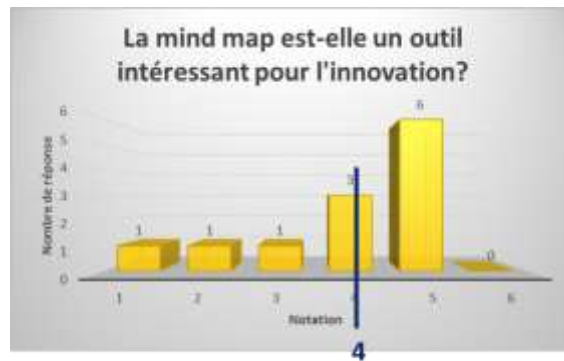 La mind map est-elle un outil
intéressant pour l'innovation?
6
5
4
3
2
1
0
Nombre de réponse
1
1
1
3
6
0
1 2 3 4 5 6
Notation
4